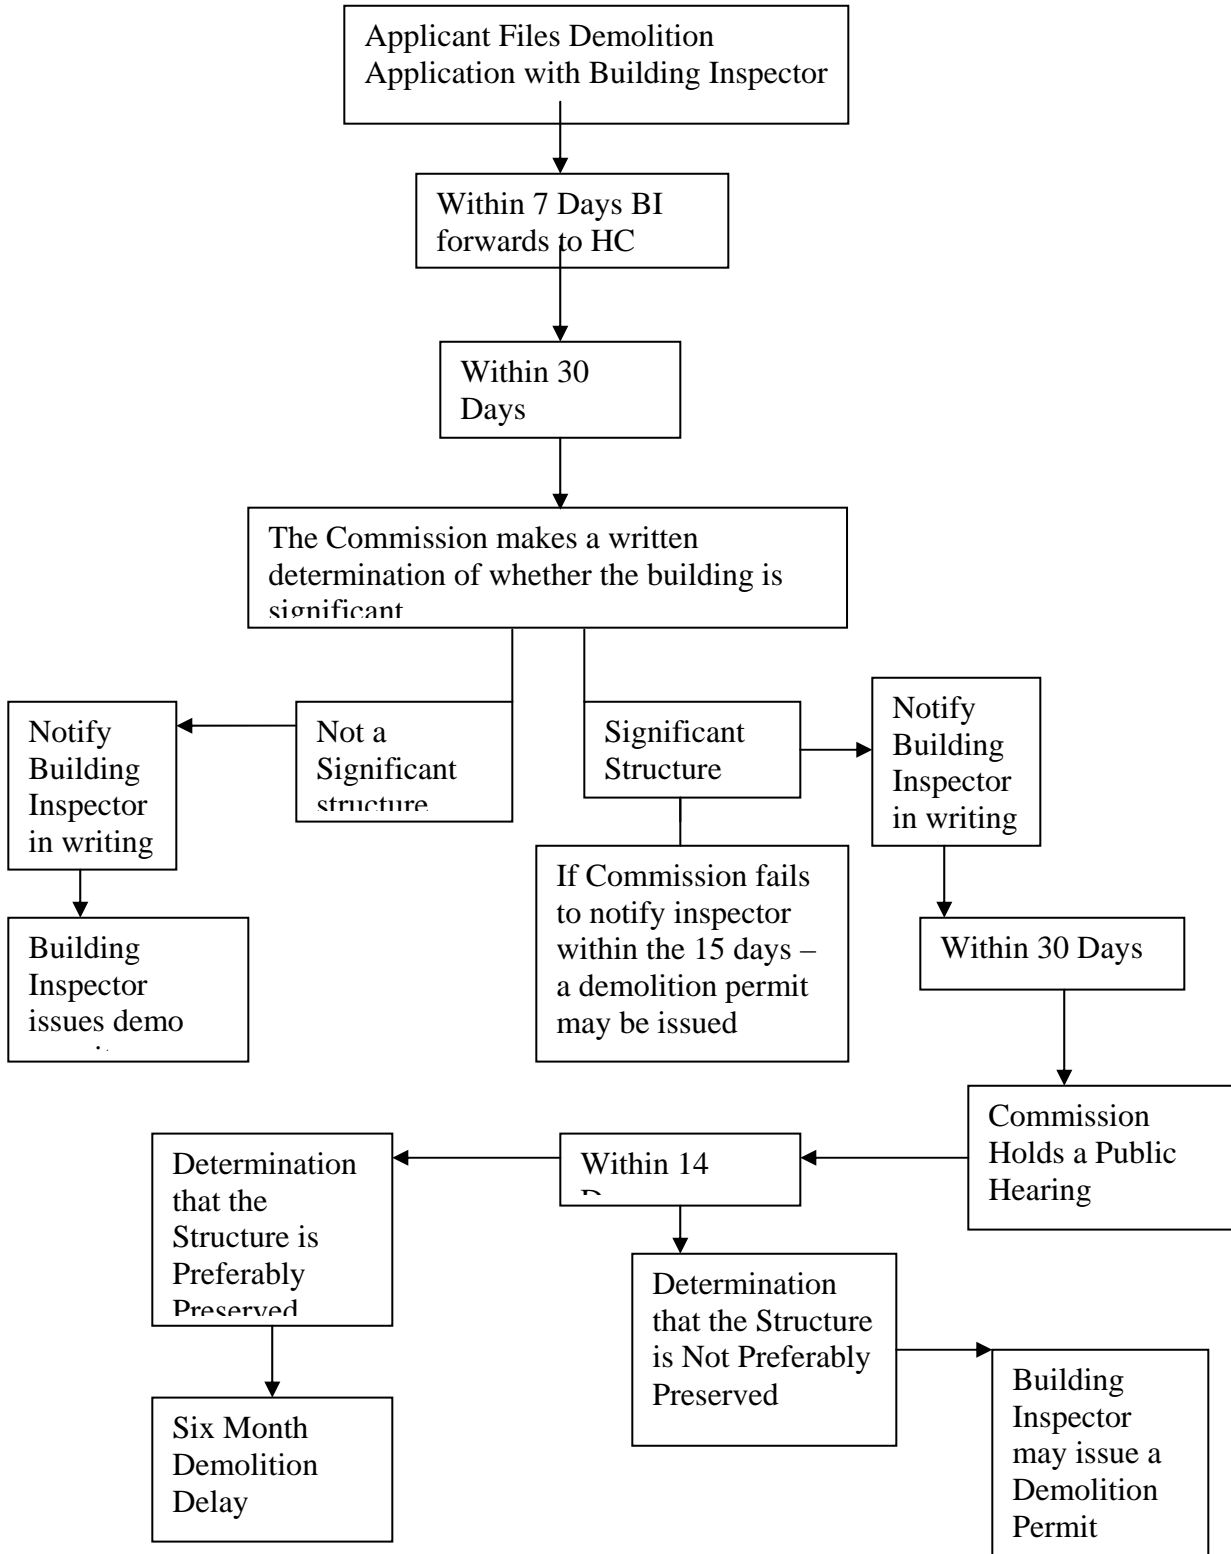 Applicant Files Demolition
Application with Building Inspector
Within 7 Days BI
forwards to HC
Within 30
Days
The Commission makes a written
determination of whether the building is
significant
Notify
Building
Inspector
in writing
Not a
Significant
structure
Significant
Structure
Notify
Building
Inspector
in writing
Building
Inspector
issues demo
If Commission fails
to notify inspector
within the 15 days –
a demolition permit
may be issued
Within 30 Days
Commission
Holds a Public
Hearing
Within 14
Determination
that the
Structure is
Preferably
Preserved
Determination
that the Structure
is Not Preferably
Preserved
Six Month
Demolition
Delay
Building
Inspector
may issue a
Demolition
Permit